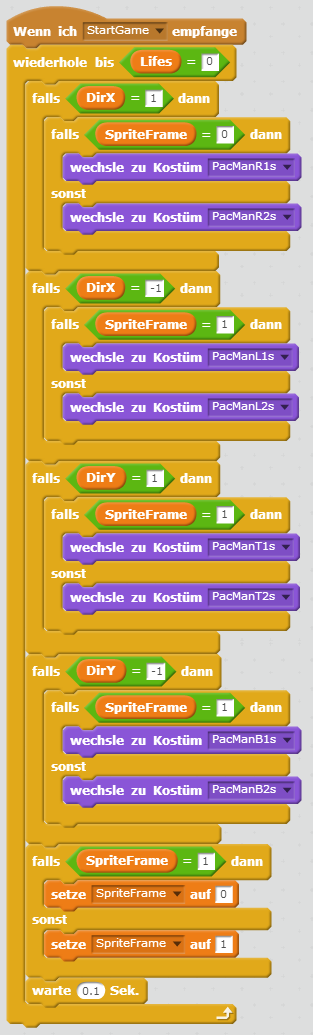 Wenn ich StartGame empfange
wiederhole bis Lifes = 0
falls DirX = 1 dann
falls SpriteFrame = 0 dann
wechsle zu Kostüm PacManR1s
sonst
wechsle zu Kostüm PacManR2s
falls DirX = -1 dann
falls SpriteFrame = 1 dann
wechsle zu Kostüm PacManL1s
sonst
wechsle zu Kostüm PacManL2s
falls DirY = 1 dann
falls SpriteFrame = 1 dann
wechsle zu Kostüm PacManT1s
sonst
wechsle zu Kostüm PacManT2s
falls DirY = -1 dann
falls SpriteFrame = 1 dann
wechsle zu Kostüm PacManB1s
sonst
wechsle zu Kostüm PacManB2s
falls SpriteFrame = 1 dann
setze SpriteFrame auf 0
sonst
setze SpriteFrame auf 1
warte 0.1 Sek.